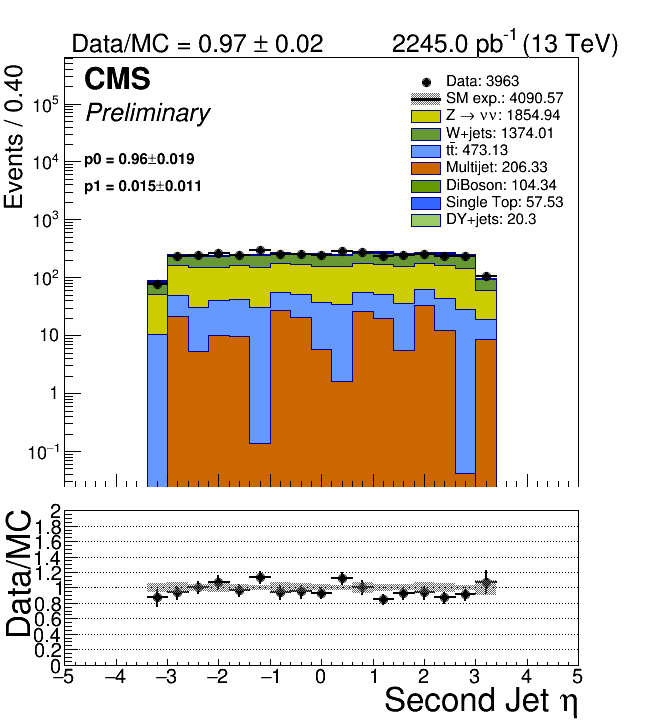 Data/MC = 0.97 ± 0.02 2245.0 pb⁻¹ (13 TeV)
CMS
Preliminary
p0 = 0.96±0.019
p1 = 0.015±0.011
Data: 3963
SM exp.: 4090.57
Z → νν: 1854.94
W+jets: 1374.01
tt̄: 473.13
Multijet: 206.33
DiBoson: 104.34
Single Top: 57.53
DY+jets: 20.3
Events / 0.40
10⁵
10⁴
10³
10²
10
1
10⁻¹
Data/MC
2
1.8
1.6
1.4
1.2
1
0.8
0.6
0.4
0.2
0
−5 −4 −3 −2 −1 0 1 2 3 4 5
Second Jet η